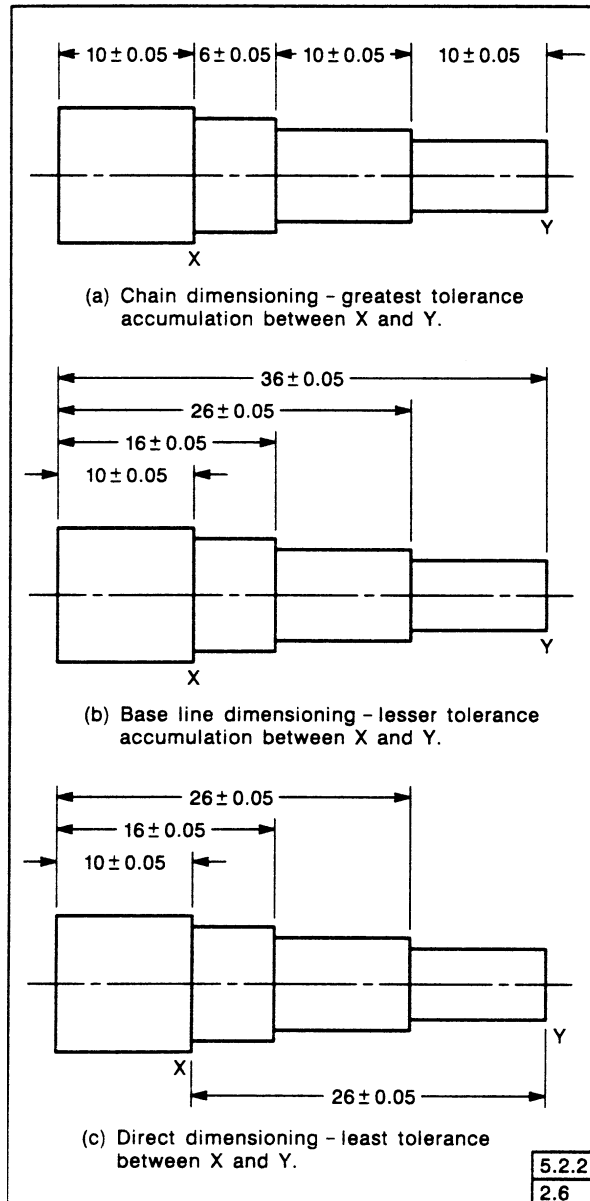 10 ± 0.05 6 ± 0.05 10 ± 0.05 10 ± 0.05
X
Y
(a) Chain dimensioning – greatest tolerance
accumulation between X and Y.
36 ± 0.05
26 ± 0.05
16 ± 0.05
10 ± 0.05
X
Y
(b) Base line dimensioning – lesser tolerance
accumulation between X and Y.
26 ± 0.05
16 ± 0.05
10 ± 0.05
Y
X
26 ± 0.05
(c) Direct dimensioning – least tolerance
between X and Y.
5.2.2
2.6